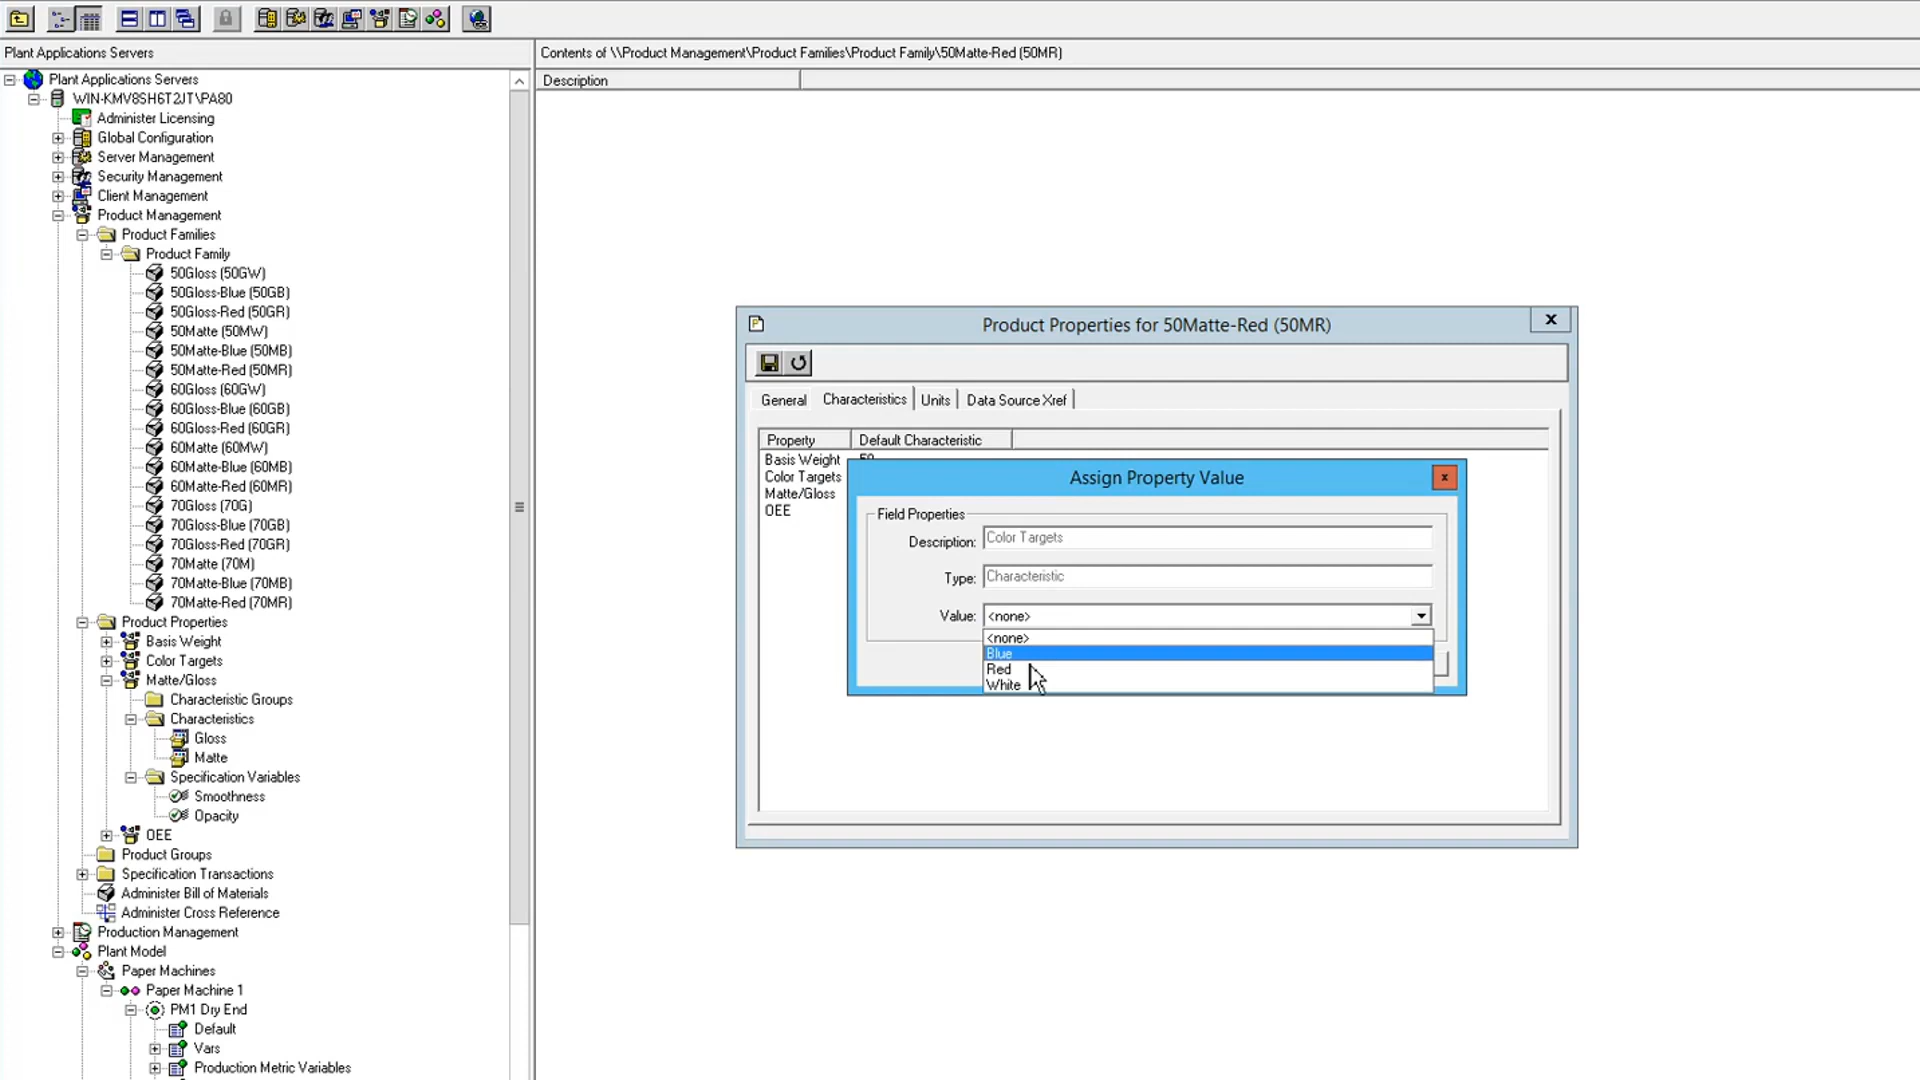 Plant Applications Servers
Contents of \\Product Management\Product Families\Product Family\50Matte-Red (50MR)
Plant Applications Servers
WIN-KMV8SH6T2JT\PA80
Administer Licensing
Global Configuration
Server Management
Security Management
Client Management
Product Management
Product Families
Product Family
50Gloss (50GW)
50Gloss-Blue (50GB)
50Gloss-Red (50GR)
50Matte (50MW)
50Matte-Blue (50MB)
50Matte-Red (50MR)
60Gloss (60GW)
60Gloss-Blue (60GB)
60Gloss-Red (60GR)
60Matte (60MW)
60Matte-Blue (60MB)
60Matte-Red (60MR)
70Gloss (70G)
70Gloss-Blue (70GB)
70Gloss-Red (70GR)
70Matte (70M)
70Matte-Blue (70MB)
70Matte-Red (70MR)
Product Properties
Basis Weight
Color Targets
Matte/Gloss
Characteristic Groups
Characteristics
Gloss
Matte
Specification Variables
Smoothness
Opacity
OEE
Product Groups
Specification Transactions
Administer Bill of Materials
Administer Cross Reference
Production Management
Plant Model
Paper Machines
Paper Machine 1
PM1 Dry End
Default
Vars
Production Metric Variables
Description
Product Properties for 50Matte-Red (50MR)
General Characteristics Units Data Source Xref
Property Default Characteristic
Basis Weight 50
Color Targets
Matte/Gloss
OEE
Assign Property Value
Field Properties
Description: Color Targets
Type: Characteristic
Value: <none>
<none>
Blue
Red
White